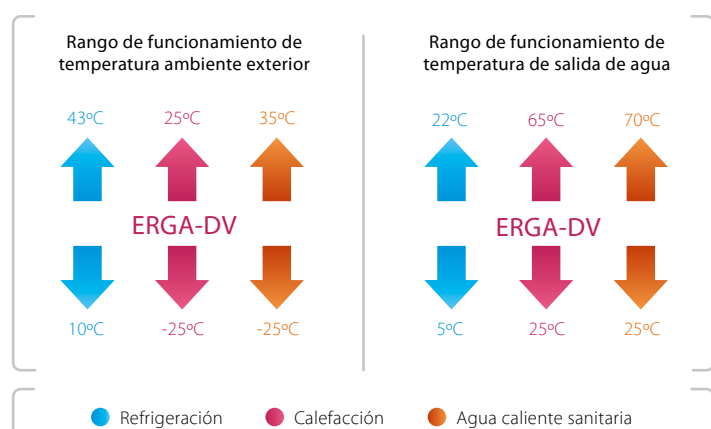 Rango de funcionamiento de
temperatura ambiente exterior
43ºC 25ºC 35ºC
ERGA-DV
10ºC -25ºC -25ºC
Rango de funcionamiento de
temperatura de salida de agua
22ºC 65ºC 70ºC
ERGA-DV
5ºC 25ºC 25ºC
Refrigeración Calefacción Agua caliente sanitaria